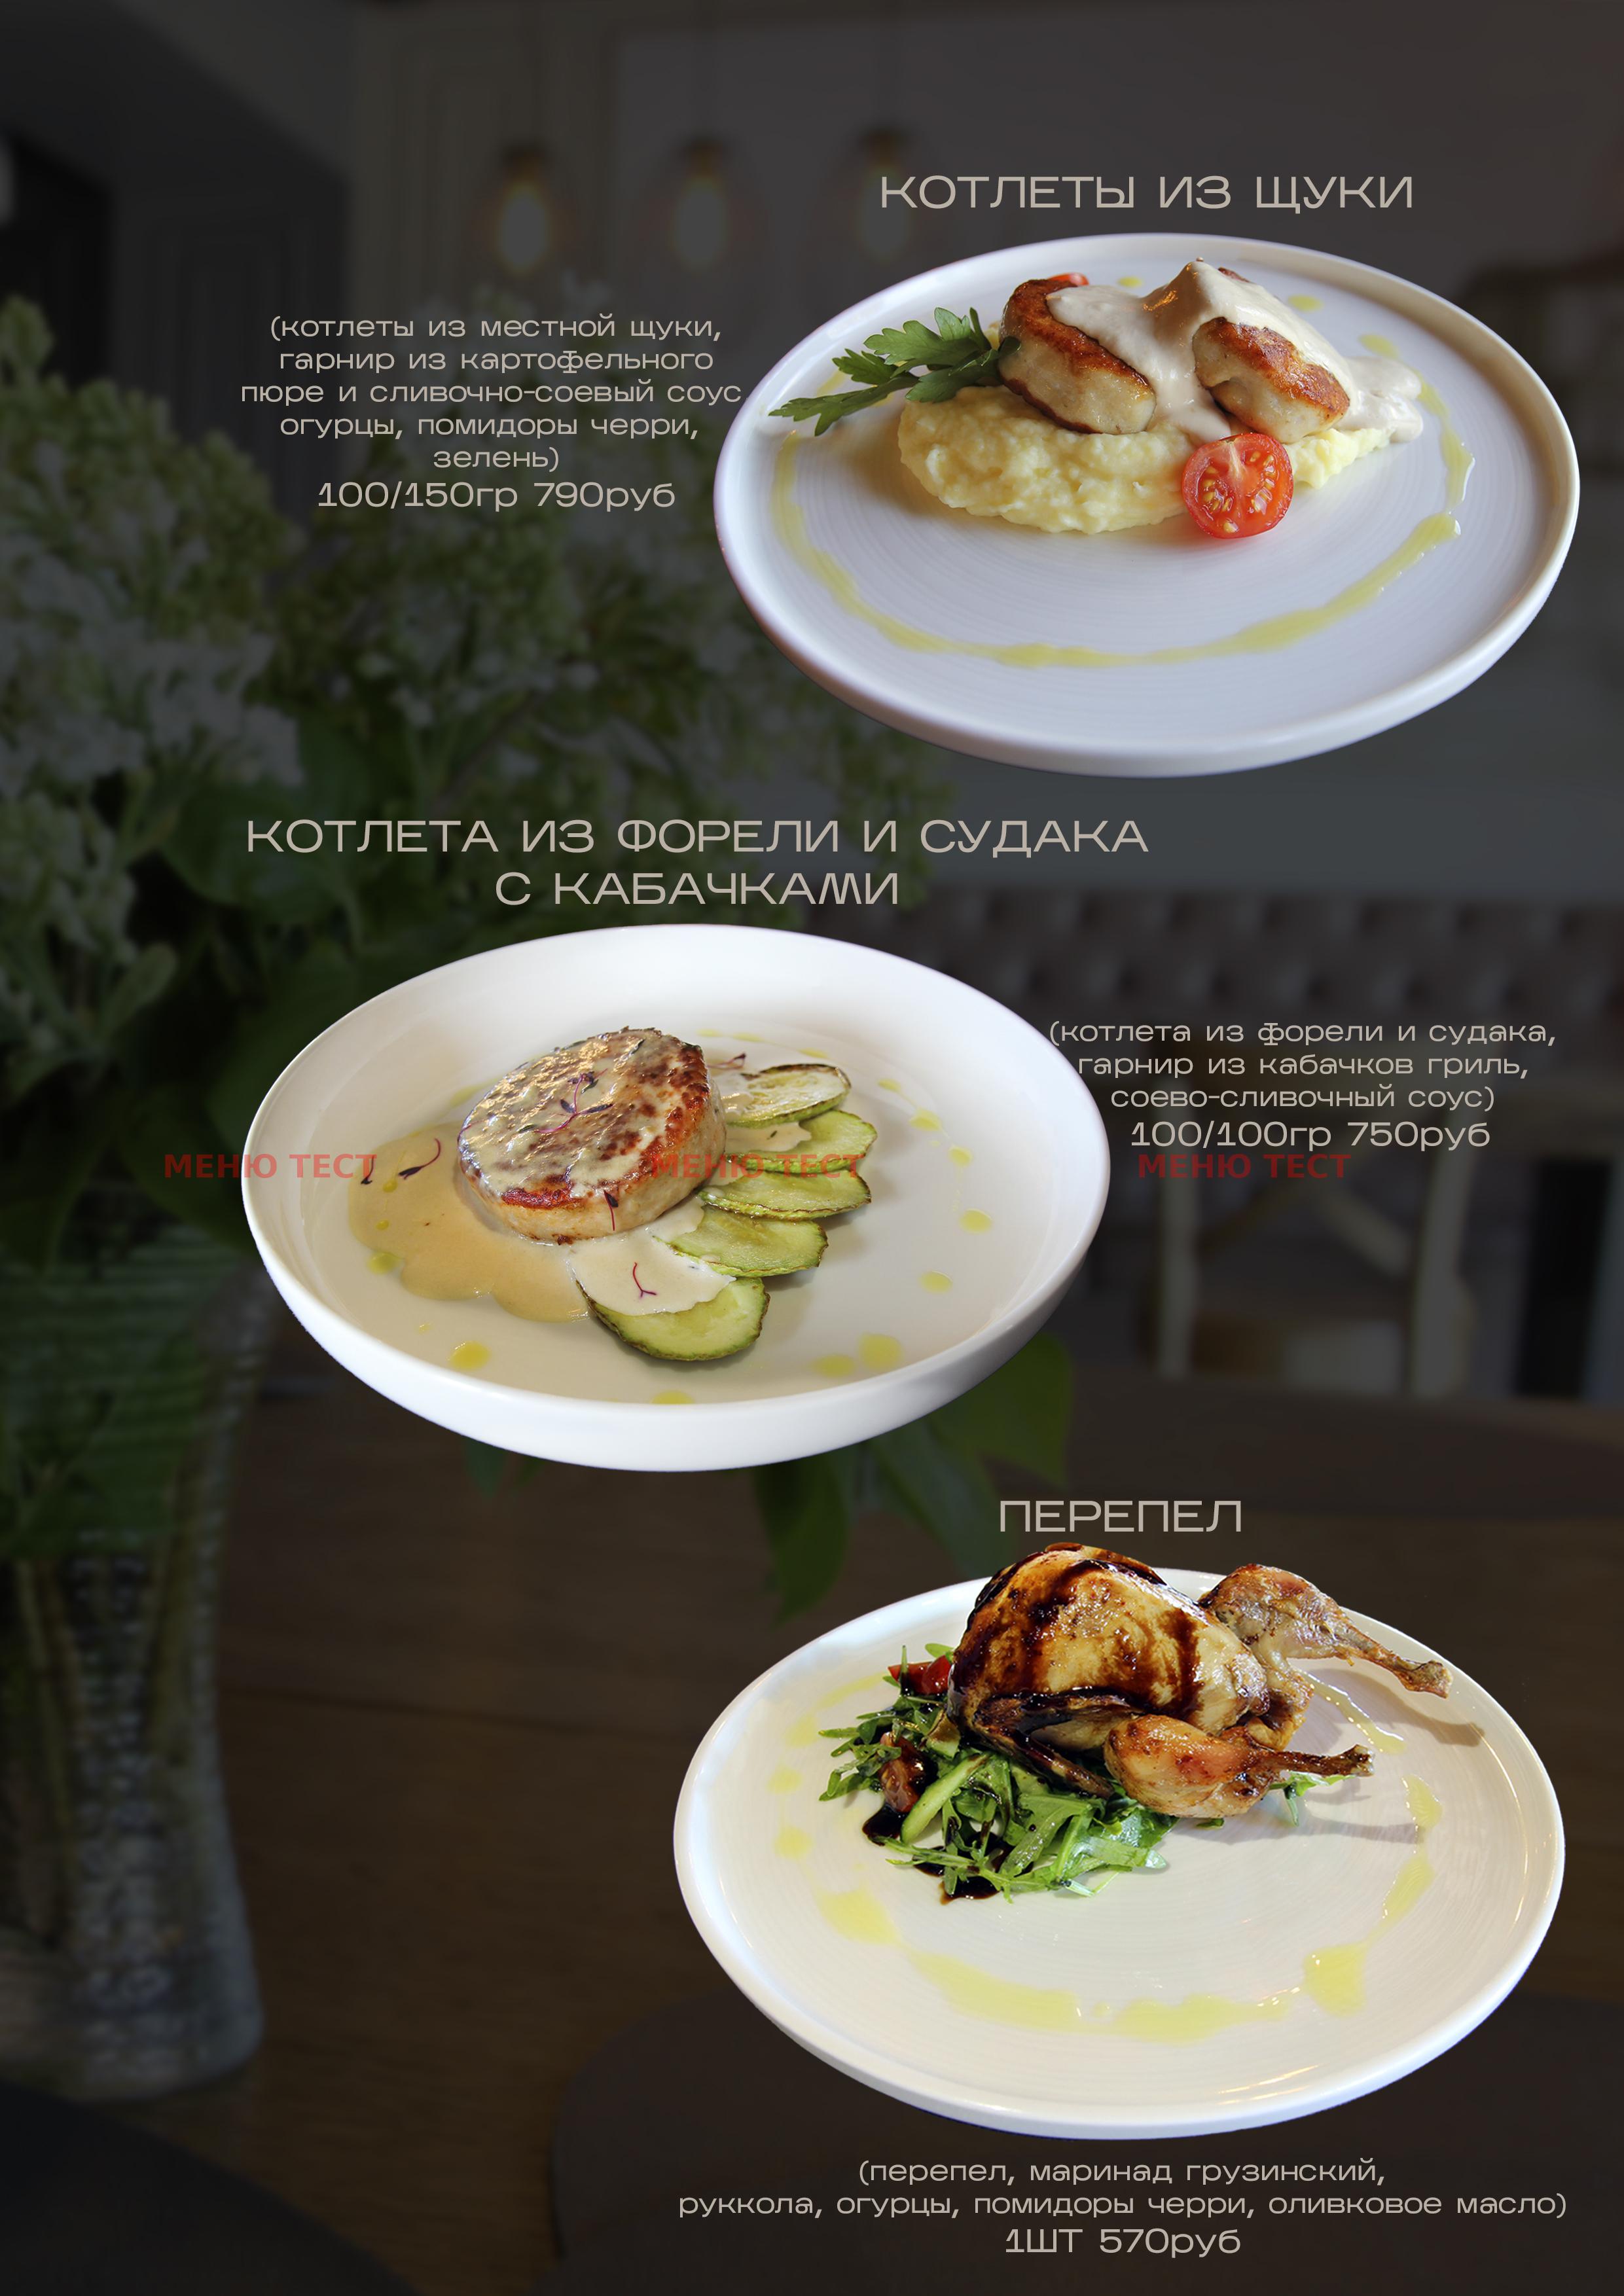 КОТЛЕТЫ ИЗ ЩУКИ
(котлеты из местной щуки,
гарнир из картофельного
пюре и сливочно-соевый соус
огурцы, помидоры черри,
зелень)
100/150гр 790руб
КОТЛЕТА ИЗ ФОРЕЛИ И СУДАКА
С КАБАЧКАМИ
(котлета из форели и судака,
гарнир из кабачков гриль,
соево-сливочный соус)
100/100гр 750руб
МЕНЮ ТЕСТ МЕНЮ ТЕСТ МЕНЮ ТЕСТ
ПЕРЕПЕЛ
(перепел, маринад грузинский,
руккола, огурцы, помидоры черри, оливковое масло)
1ШТ 570руб